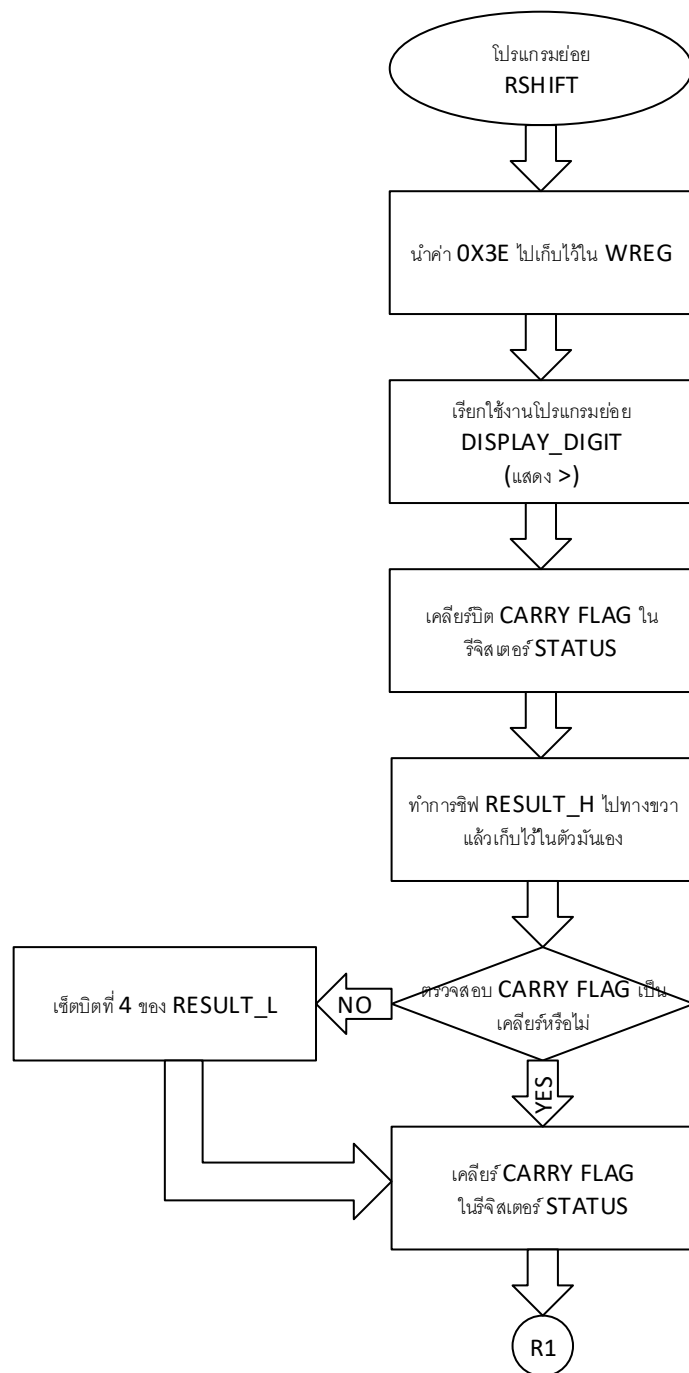 โปรแกรมย่อย
RSHIFT
นำค่า 0X3E ไปเก็บไว้ใน WREG
เรียกใช้งานโปรแกรมย่อย
DISPLAY_DIGIT
(แสดง >)
เคลียร์บิต CARRY FLAG ใน
รีจิสเตอร์ STATUS
ทำการชิฟ RESULT_H ไปทางขวา
แล้วเก็บไว้ในตัวมันเอง
ตรวจสอบ CARRY FLAG เป็น
เคลียร์หรือไม่
NO
เซ็ตบิตที่ 4 ของ RESULT_L
YES
เคลียร์ CARRY FLAG
ในรีจิสเตอร์ STATUS
R1